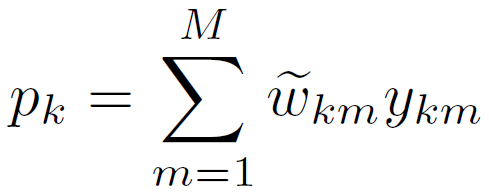 $p_k = \sum_{m=1}^{M} \widetilde{w}_{km} y_{km}$